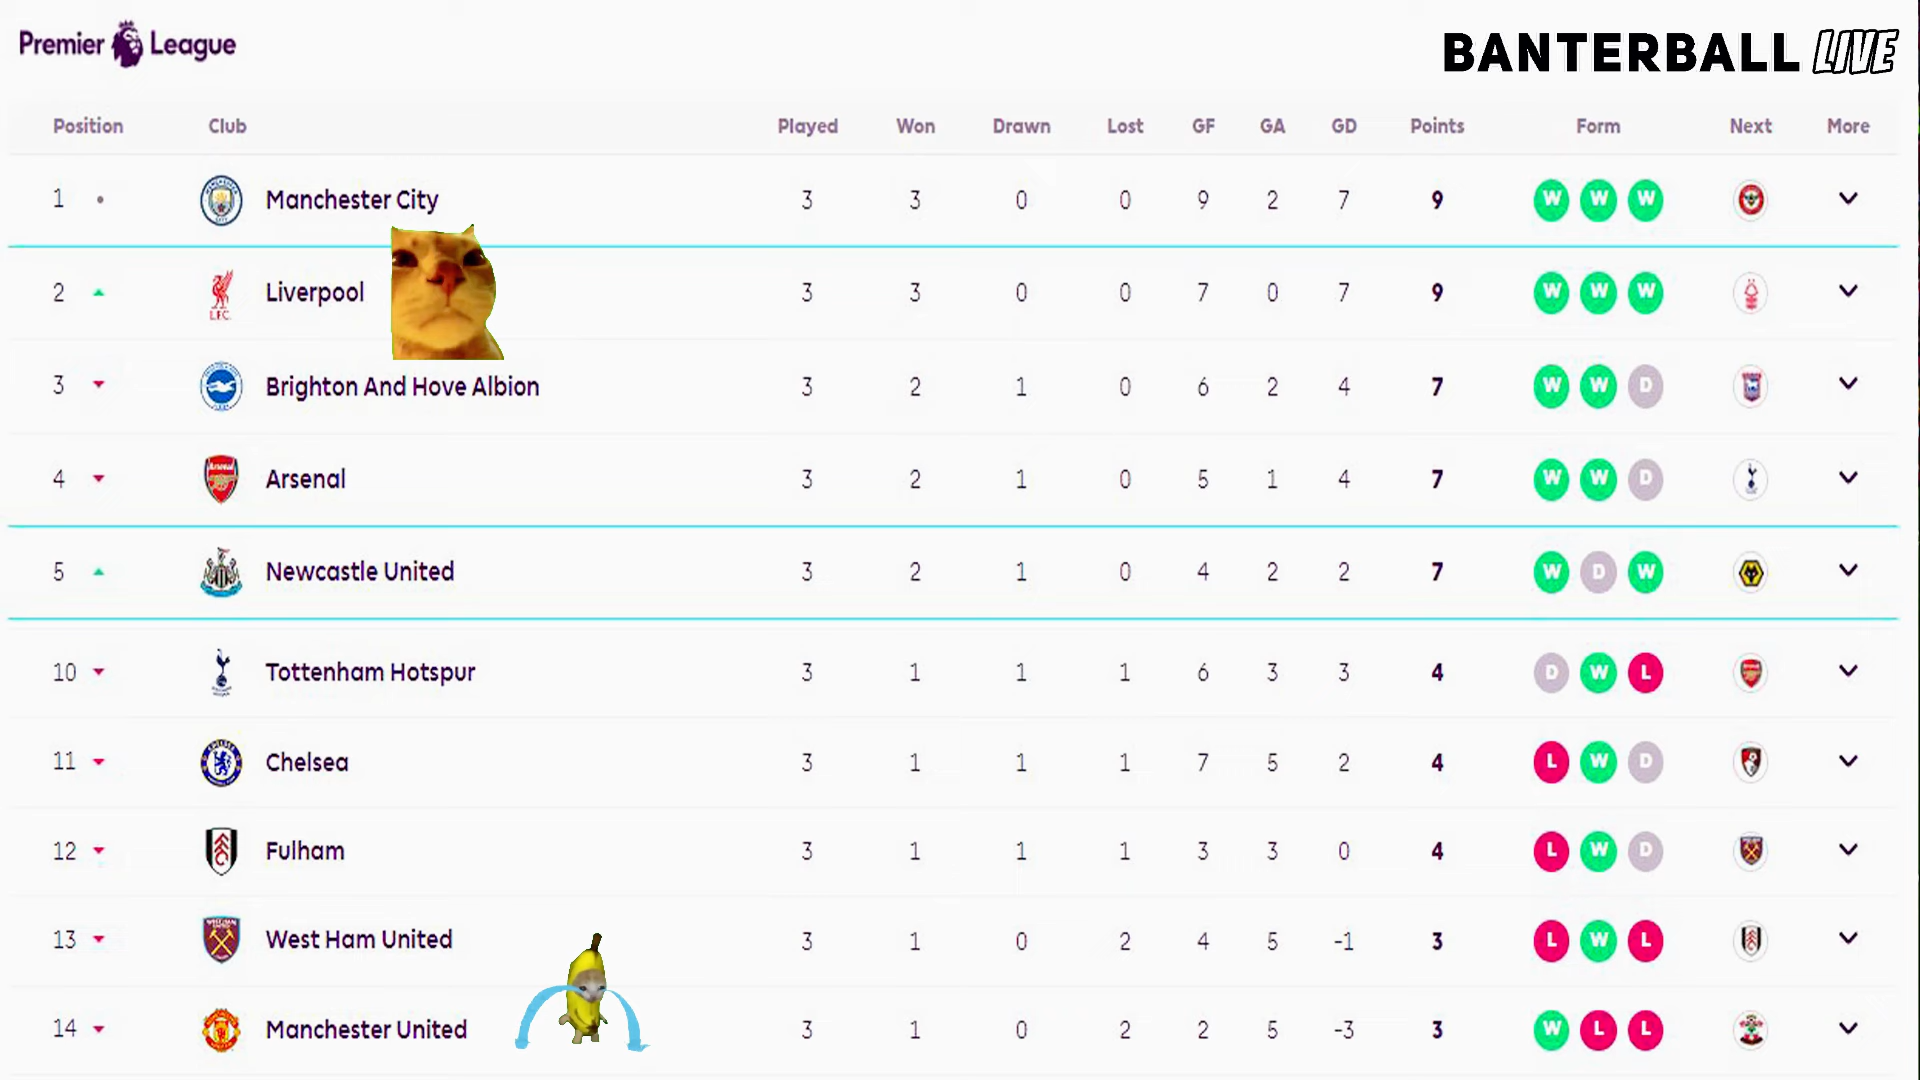 Premier League
BANTERBALL LIVE
Position Club Played Won Drawn Lost GF GA GD Points Form Next More
1 Manchester City 3 3 0 0 9 2 7 9 W W W
2 L.F.C. Liverpool 3 3 0 0 7 0 7 9 W W W
3 Brighton And Hove Albion 3 2 1 0 6 2 4 7 W W D
4 Arsenal Arsenal 3 2 1 0 5 1 4 7 W W D
5 Newcastle United 3 2 1 0 4 2 2 7 W D W
10 Tottenham Hotspur 3 1 1 1 6 3 3 4 D W L
11 Chelsea 3 1 1 1 7 5 2 4 L W D
12 Fulham 3 1 1 1 3 3 0 4 L W D
13 West Ham United 3 1 0 2 4 5 -1 3 L W L
14 Manchester United 3 1 0 2 2 5 -3 3 W L L